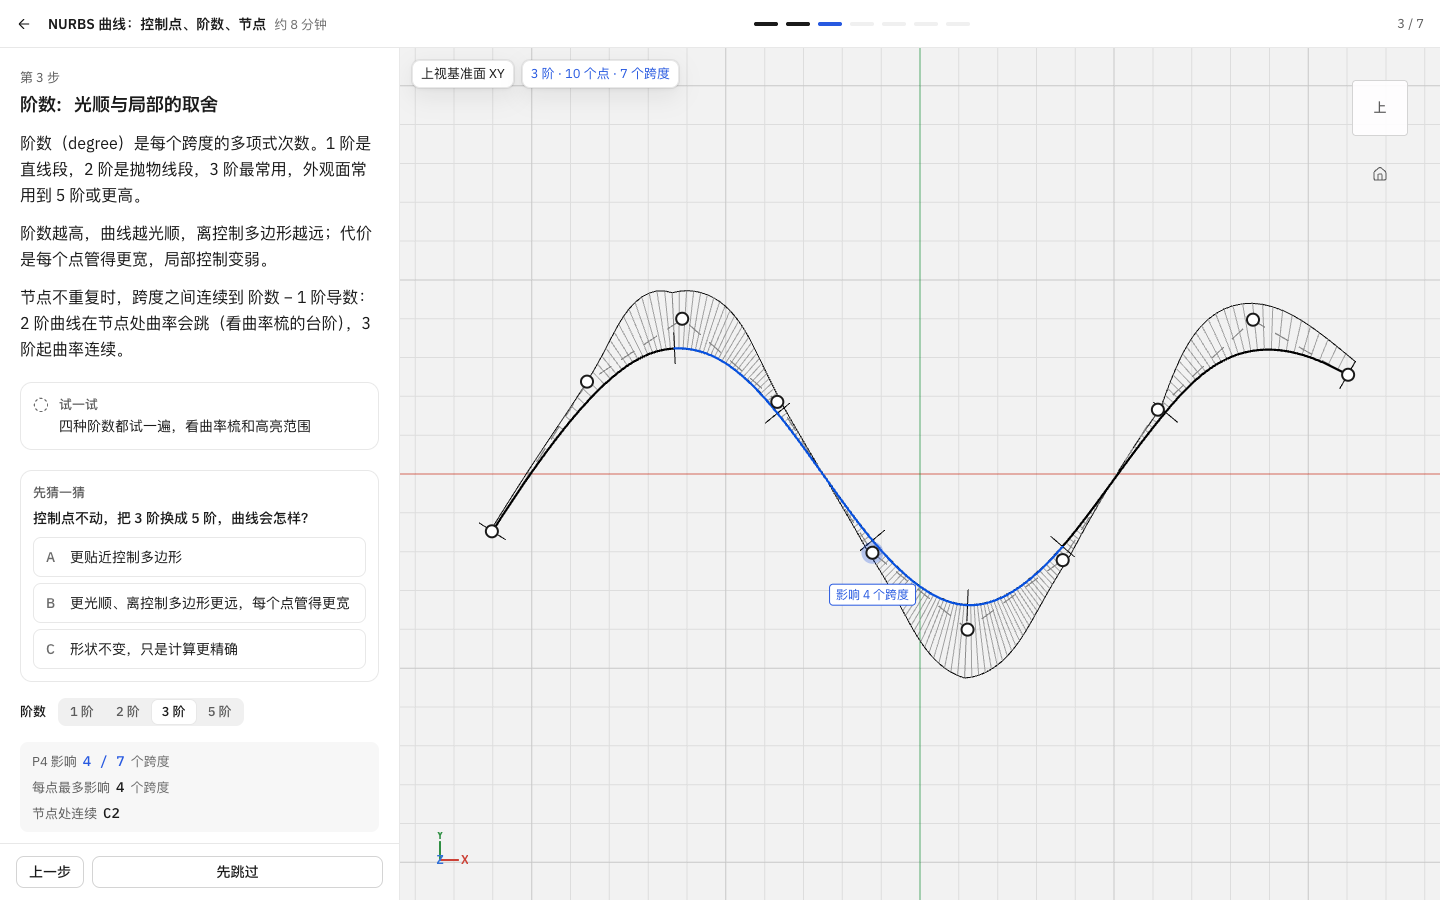 NURBS 曲线：控制点、阶数、节点 约 8 分钟
3 / 7
第 3 步
阶数：光顺与局部的取舍
阶数（degree）是每个跨度的多项式次数。1 阶是
直线段，2 阶是抛物线段，3 阶最常用，外观面常
用到 5 阶或更高。
阶数越高，曲线越光顺，离控制多边形越远；代价
是每个点管得更宽，局部控制变弱。
节点不重复时，跨度之间连续到 阶数 − 1 阶导数：
2 阶曲线在节点处曲率会跳（看曲率梳的台阶），3
阶起曲率连续。
试一试
四种阶数都试一遍，看曲率梳和高亮范围
先猜一猜
控制点不动，把 3 阶换成 5 阶，曲线会怎样？
A 更贴近控制多边形
B 更光顺、离控制多边形更远，每个点管得更宽
C 形状不变，只是计算更精确
阶数 1 阶 2 阶 3 阶 5 阶
P4 影响 4 / 7 个跨度
每点最多影响 4 个跨度
节点处连续 C2
上一步 先跳过
上视基准面 XY 3 阶 · 10 个点 · 7 个跨度
上
影响 4 个跨度
Y
Z X